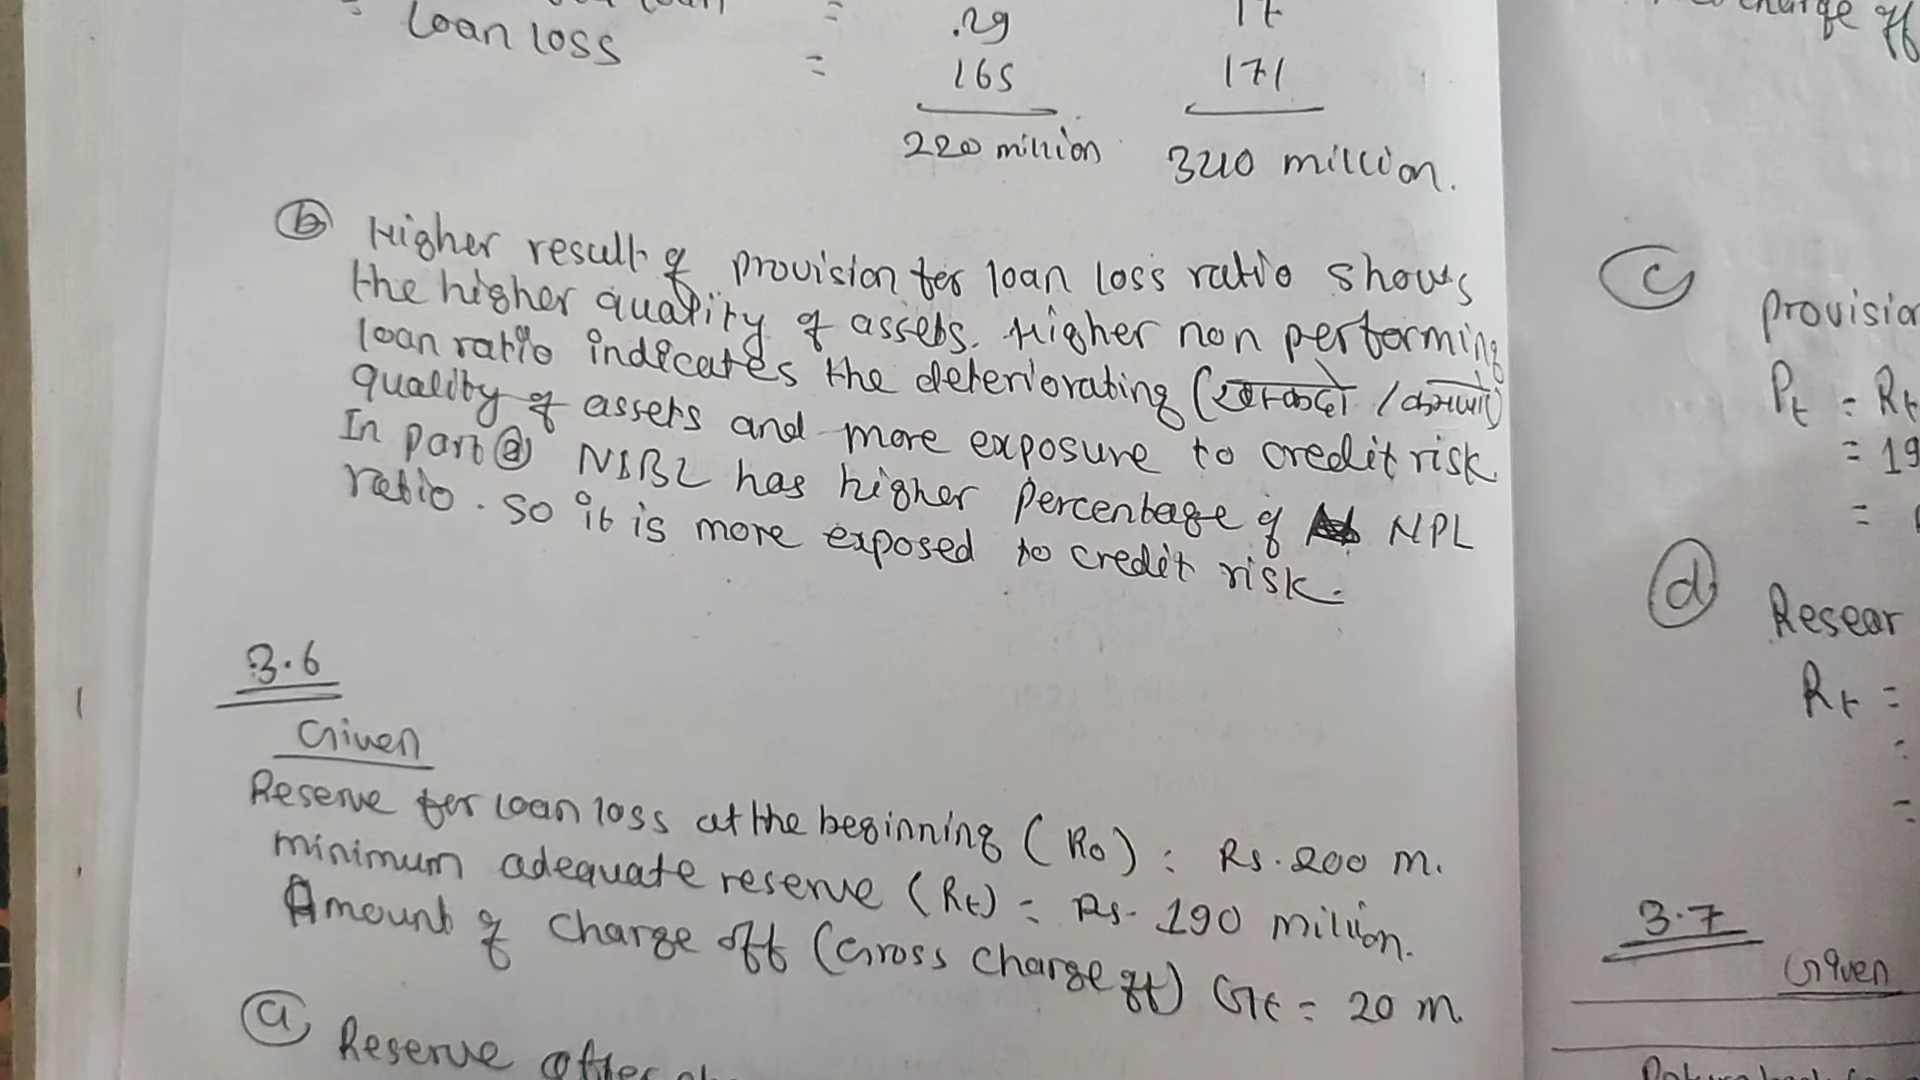 loan loss
=
.29
17
165
171
220 million
340 million.
charge off
(b) Higher result of provision for loan loss ratio shows
the higher quality of assets. Higher non performing
loan ratio indicates the deteriorating (
quality of assets and more exposure to credit risk.
In part (a) NIBL has higher percentage of NPL
ratio. so it is more exposed to credit risk.
3.6
Given
Reserve for loan loss at the beginning (R0) : Rs. 200 m.
minimum adequate reserve (Rt) = Rs. 190 million.
Amount of charge off (Gross charge off) Gt = 20 m.
(a) Reserve after
(c)
provision
Pt = Rt
= 19
=
(d) Resear
Rt =
3.7
Given